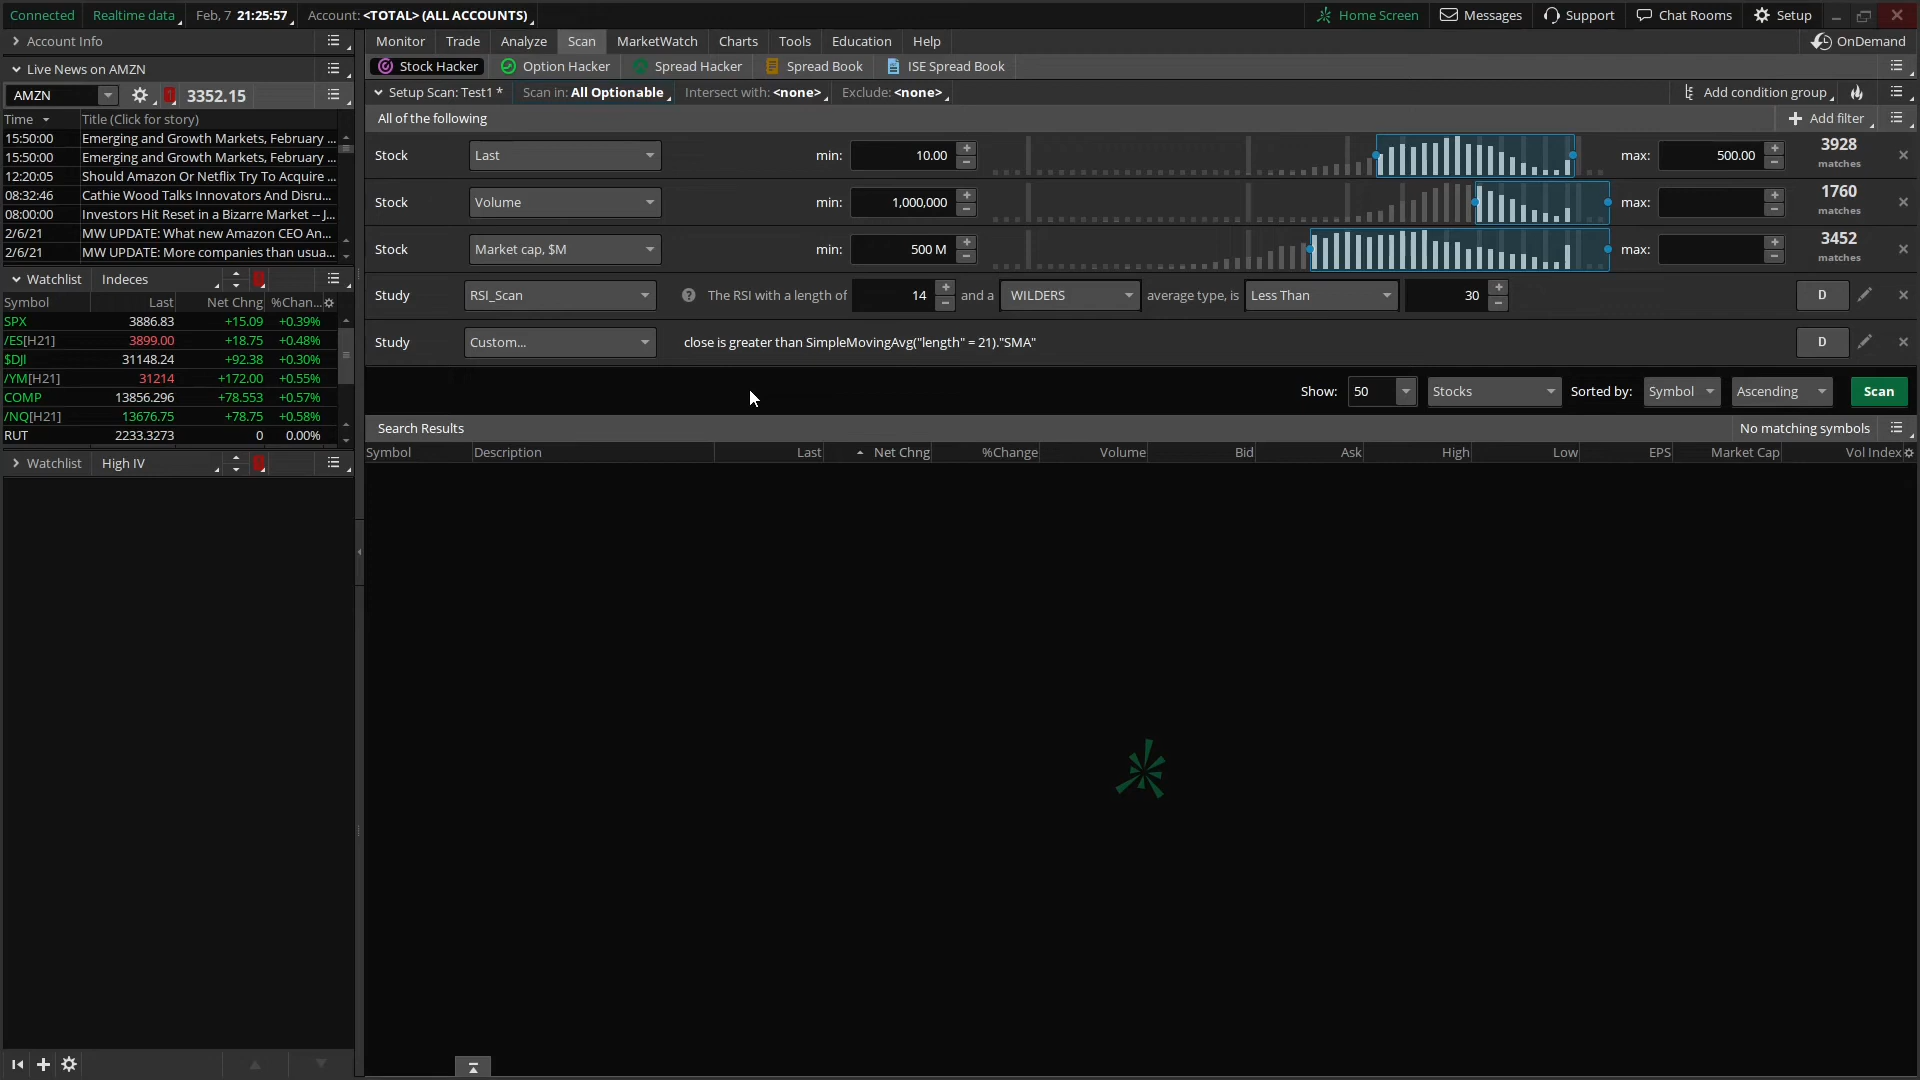 Connected Realtime data Feb, 7 21:25:57 Account: <TOTAL> (ALL ACCOUNTS) Home Screen Messages Support Chat Rooms Setup
Account Info
Monitor Trade Analyze Scan MarketWatch Charts Tools Education Help OnDemand
Live News on AMZN
Stock Hacker Option Hacker Spread Hacker Spread Book ISE Spread Book
AMZN 3352.15
Setup Scan: Test1 * Scan in: All Optionable Intersect with: <none> Exclude: <none> Add condition group
Time Title (Click for story)
15:50:00 Emerging and Growth Markets, February ...
15:50:00 Emerging and Growth Markets, February ...
12:20:05 Should Amazon Or Netflix Try To Acquire ...
08:32:46 Cathie Wood Talks Innovators And Disru...
08:00:00 Investors Hit Reset in a Bizarre Market -- J...
2/6/21 MW UPDATE: What new Amazon CEO An...
2/6/21 MW UPDATE: More companies than usua...
All of the following Add filter
Stock Last min: 10.00 max: 500.00 3928 matches
Stock Volume min: 1,000,000 max: 1760 matches
Stock Market cap, $M min: 500 M max: 3452 matches
Study RSI_Scan ? The RSI with a length of 14 and a WILDERS average type, is Less Than 30 D
Study Custom... close is greater than SimpleMovingAvg("length" = 21)."SMA" D
Show: 50 Stocks Sorted by: Symbol Ascending Scan
Watchlist Indeces
Symbol Last Net Chng %Chan...
SPX 3886.83 +15.09 +0.39%
/ES[H21] 3899.00 +18.75 +0.48%
$DJI 31148.24 +92.38 +0.30%
/YM[H21] 31214 +172.00 +0.55%
COMP 13856.296 +78.553 +0.57%
/NQ[H21] 13676.75 +78.75 +0.58%
RUT 2233.3273 0 0.00%
Watchlist High IV
Search Results No matching symbols
Symbol Description Last Net Chng %Change Volume Bid Ask High Low EPS Market Cap Vol Index